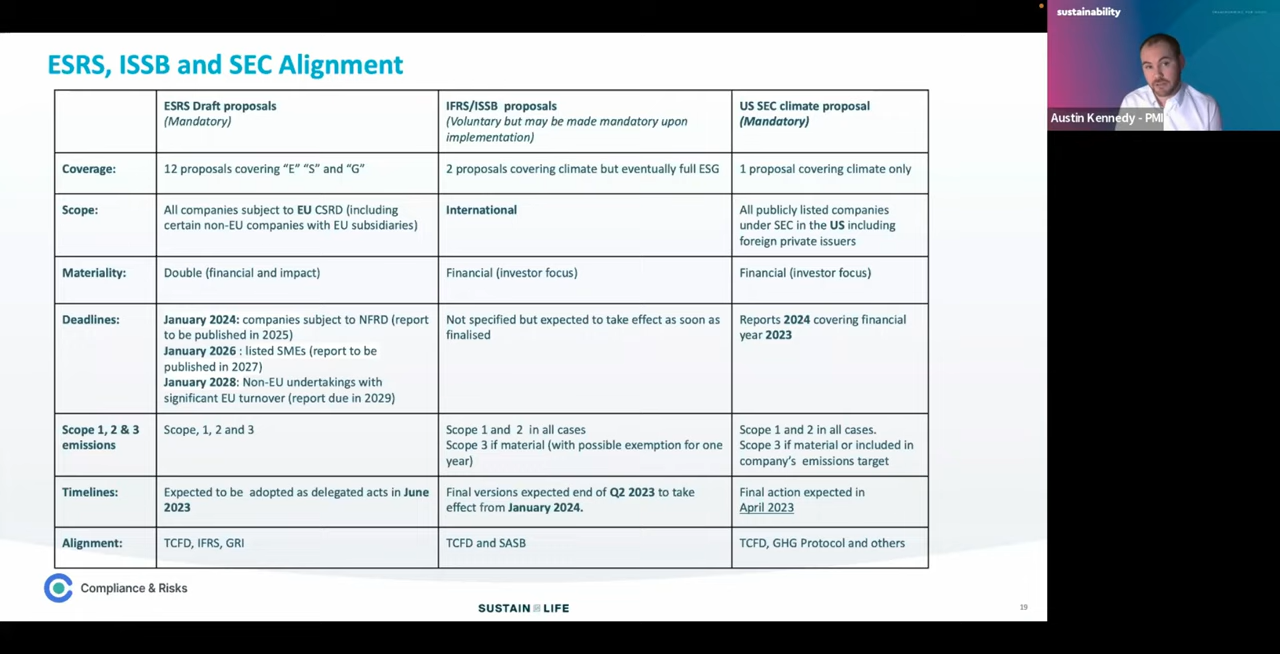 sustainability
ESRS, ISSB and SEC Alignment
Austin Kennedy - PMI
ESRS Draft proposals
(Mandatory)
IFRS/ISSB proposals
(Voluntary but may be made mandatory upon
implementation)
US SEC climate proposal
(Mandatory)
Coverage:
12 proposals covering “E” “S” and “G”
2 proposals covering climate but eventually full ESG
1 proposal covering climate only
Scope:
All companies subject to EU CSRD (including
certain non-EU companies with EU subsidiaries)
International
All publicly listed companies
under SEC in the US including
foreign private issuers
Materiality:
Double (financial and impact)
Financial (investor focus)
Financial (investor focus)
Deadlines:
January 2024: companies subject to NFRD (report
to be published in 2025)
January 2026 : listed SMEs (report to be
published in 2027)
January 2028: Non-EU undertakings with
significant EU turnover (report due in 2029)
Not specified but expected to take effect as soon as
finalised
Reports 2024 covering financial
year 2023
Scope 1, 2 & 3
emissions
Scope, 1, 2 and 3
Scope 1 and 2 in all cases
Scope 3 if material (with possible exemption for one
year)
Scope 1 and 2 in all cases.
Scope 3 if material or included in
company’s emissions target
Timelines:
Expected to be adopted as delegated acts in June
2023
Final versions expected end of Q2 2023 to take
effect from January 2024.
Final action expected in
April 2023
Alignment:
TCFD, IFRS, GRI
TCFD and SASB
TCFD, GHG Protocol and others
Compliance & Risks
SUSTAIN LIFE
19